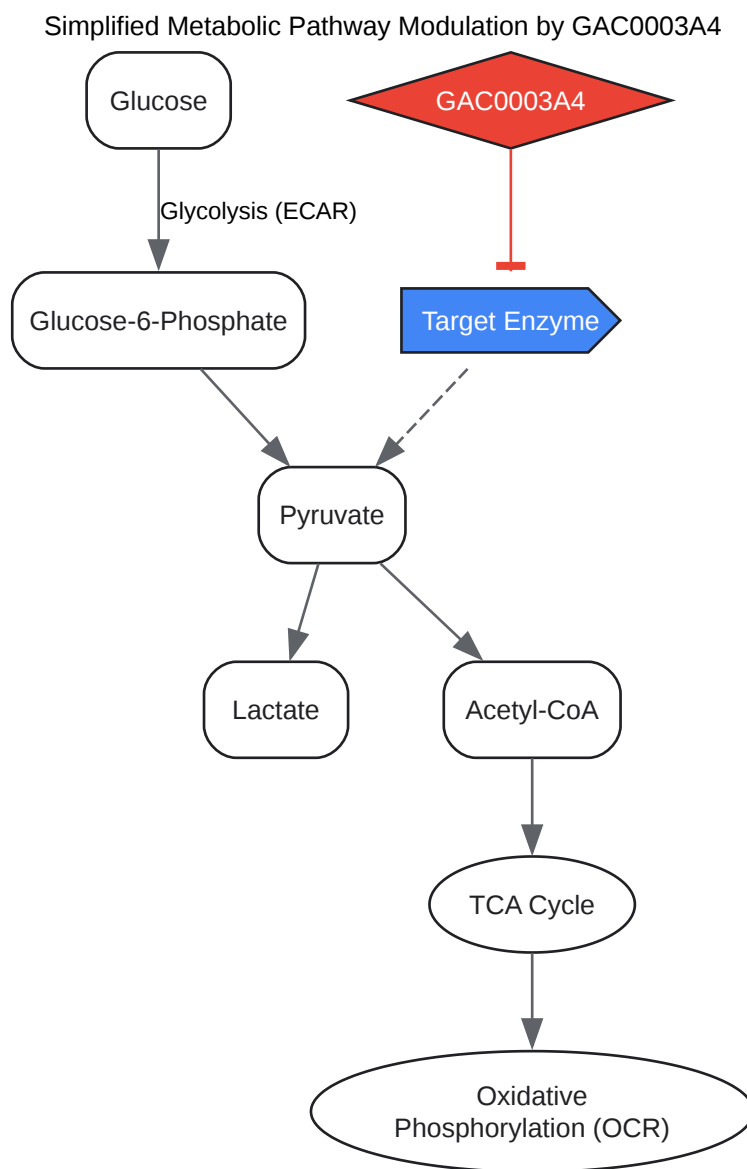 Simplified Metabolic Pathway Modulation by GAC0003A4
Glucose
GAC0003A4
Glycolysis (ECAR)
Glucose-6-Phosphate
Target Enzyme
Pyruvate
Lactate
Acetyl-CoA
TCA Cycle
Oxidative
Phosphorylation (OCR)